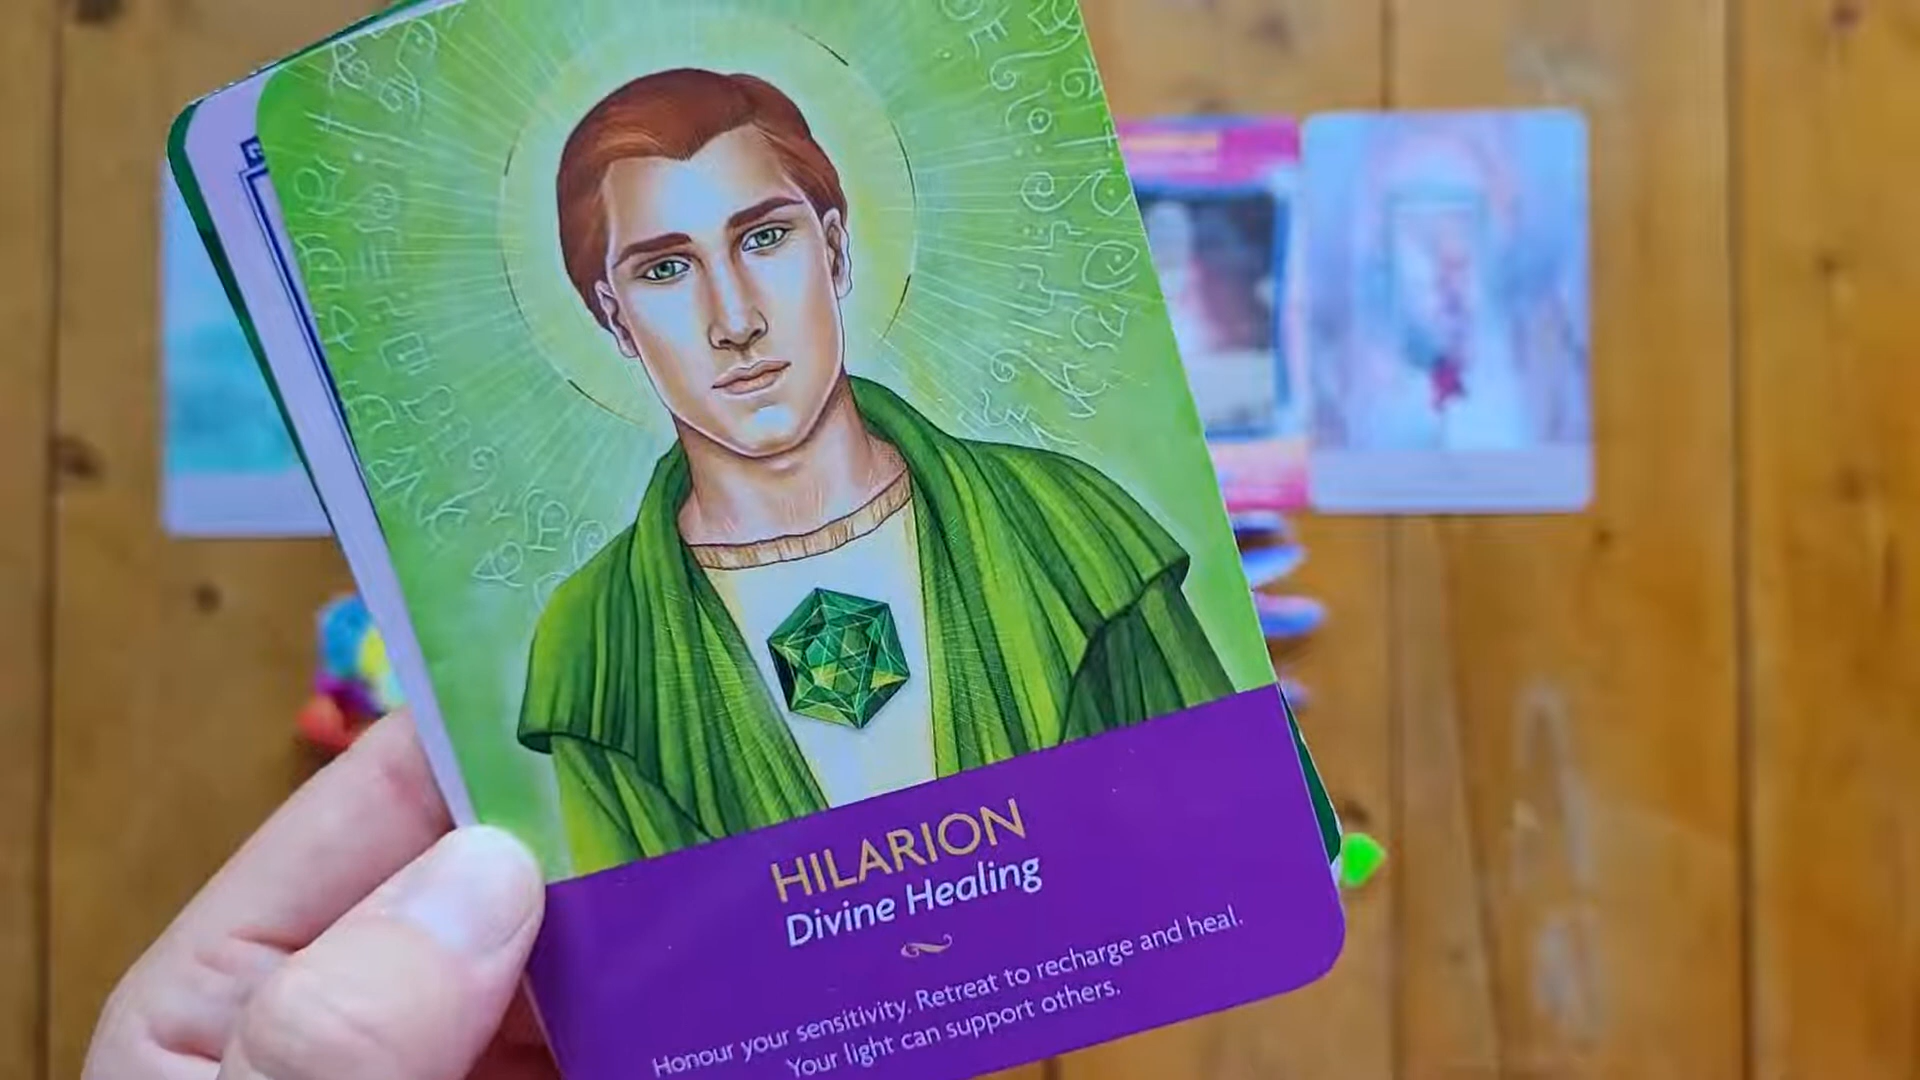 HILARION
Divine Healing
Honour your sensitivity. Retreat to recharge and heal.
Your light can support others.